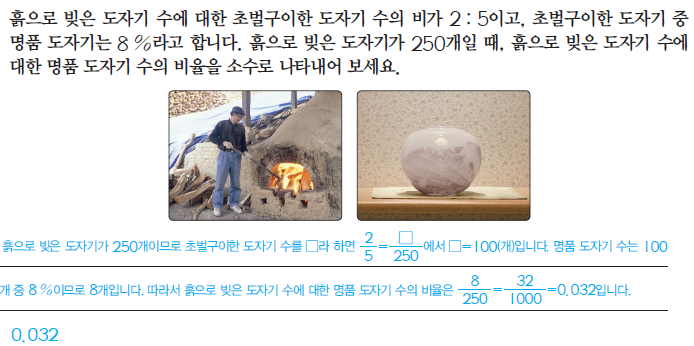 흙으로 빚은 도자기 수에 대한 초벌구이한 도자기 수의 비가 2 : 5이고, 초벌구이한 도자기 중
명품 도자기는 8 %라고 합니다. 흙으로 빚은 도자기가 250개일 때, 흙으로 빚은 도자기 수에
대한 명품 도자기 수의 비율을 소수로 나타내어 보세요.
흙으로 빚은 도자기가 250개이므로 초벌구이한 도자기 수를 □라 하면 2/5=□/250에서 □=100(개)입니다. 명품 도자기 수는 100
개 중 8 %이므로 8개입니다. 따라서 흙으로 빚은 도자기 수에 대한 명품 도자기 수의 비율은 8/250=32/1000=0.032입니다.
0.032